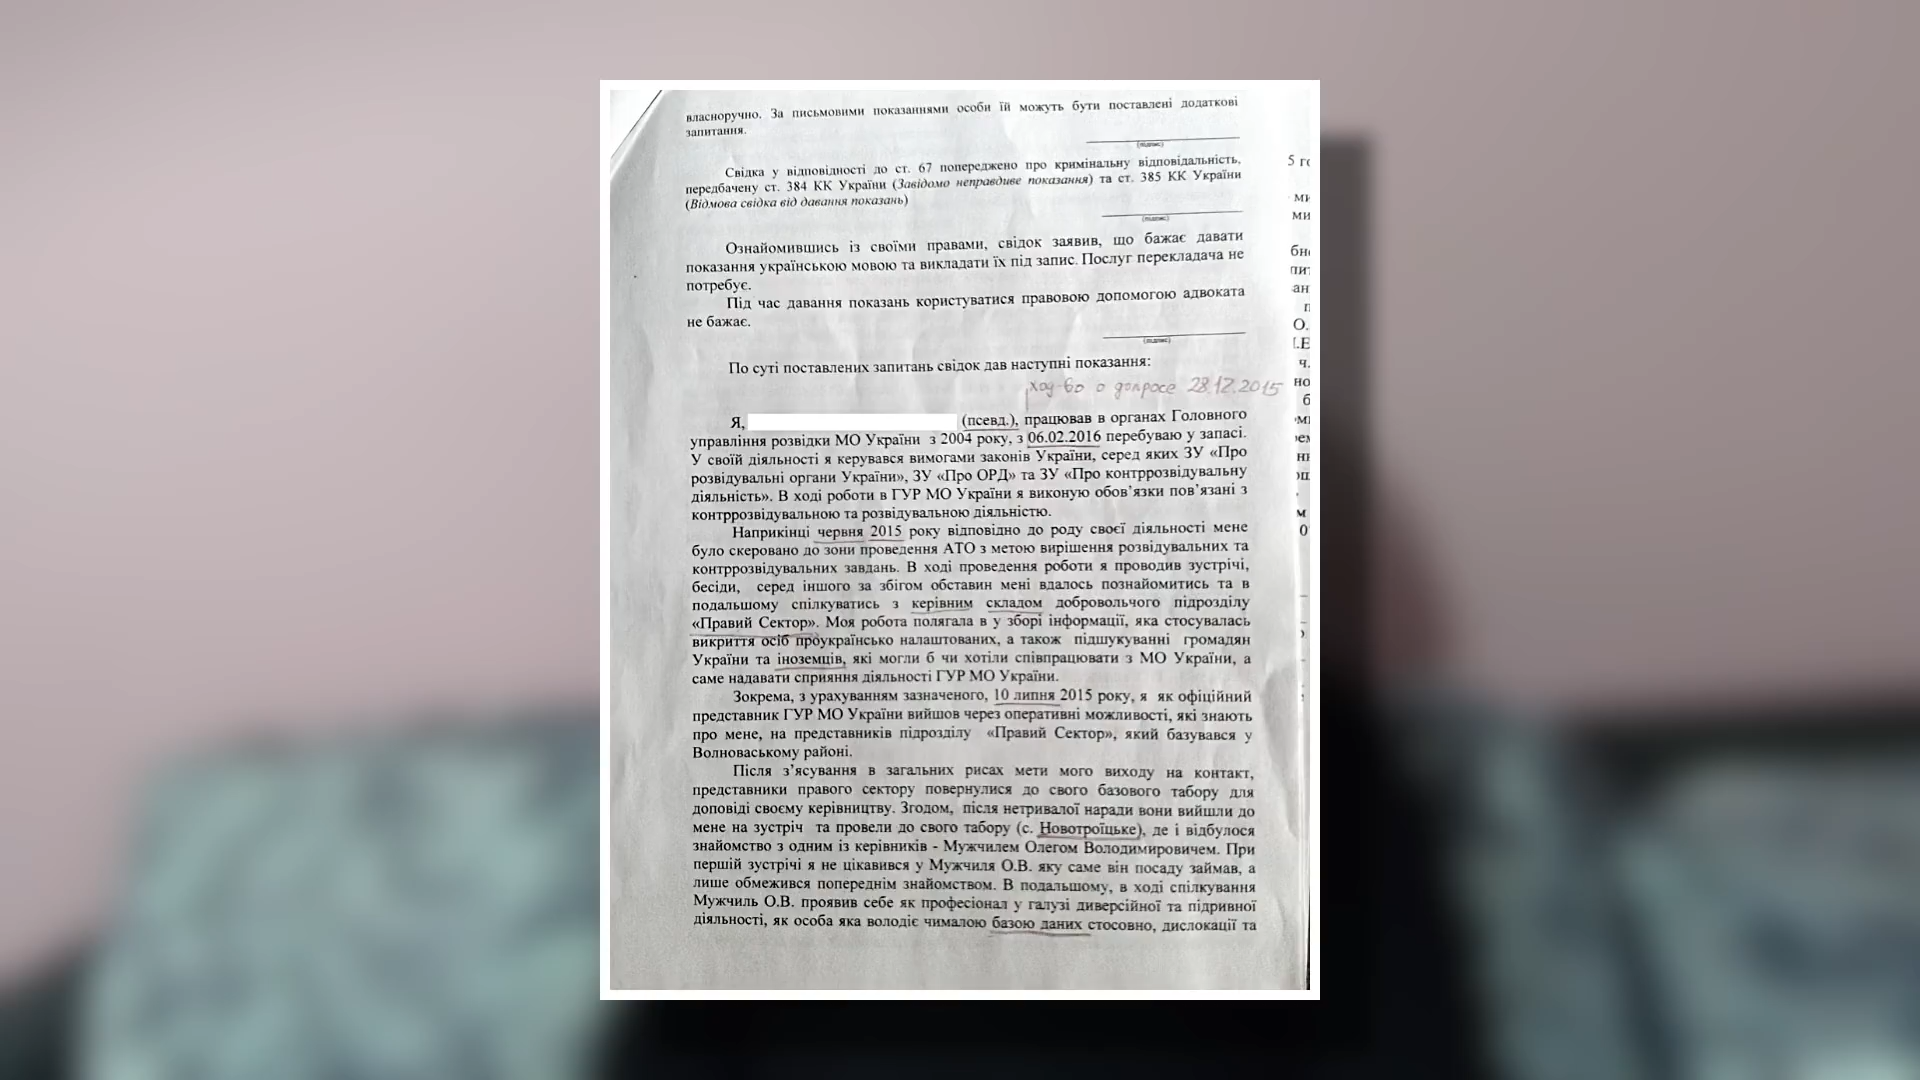 власноручно. За письмовими показаннями особи їй можуть бути поставлені додаткові
запитання.
(підпис)
Свідка у відповідності до ст. 67 попереджено про кримінальну відповідальність,
передбачену ст. 384 КК України (Завідомо неправдиве показання) та ст. 385 КК України
(Відмова свідка від давання показань)
(підпис)
Ознайомившись із своїми правами, свідок заявив, що бажає давати
показання українською мовою та викладати їх під запис. Послуг перекладача не
потребує.
Під час давання показань користуватися правовою допомогою адвоката
не бажає.
(підпис)
По суті поставлених запитань свідок дав наступні показання:
ход-во о допросе 28.12.2015
Я, (псевд.), працював в органах Головного
управління розвідки МО України з 2004 року, з 06.02.2016 перебуваю у запасі.
У своїй діяльності я керувався вимогами законів України, серед яких ЗУ «Про
розвідувальні органи України», ЗУ «Про ОРД» та ЗУ «Про контррозвідувальну
діяльність». В ході роботи в ГУР МО України я виконую обов’язки пов’язані з
контррозвідувальною та розвідувальною діяльністю.
Наприкінці червня 2015 року відповідно до роду своєї діяльності мене
було скеровано до зони проведення АТО з метою вирішення розвідувальних та
контррозвідувальних завдань. В ході проведення роботи я проводив зустрічі,
бесіди, серед іншого за збігом обставин мені вдалось познайомитись та в
подальшому спілкуватись з керівним складом добровольчого підрозділу
«Правий Сектор». Моя робота полягала в у зборі інформації, яка стосувалась
викриття осіб проукраїнсько налаштованих, а також підшукуванні громадян
України та іноземців, які могли б чи хотіли співпрацювати з МО України, а
саме надавати сприяння діяльності ГУР МО України.
Зокрема, з урахуванням зазначеного, 10 липня 2015 року, я як офіційний
представник ГУР МО України вийшов через оперативні можливості, які знають
про мене, на представників підрозділу «Правий Сектор», який базувався у
Волноваському районі.
Після з’ясування в загальних рисах мети мого виходу на контакт,
представники правого сектору повернулися до свого базового табору для
доповіді своєму керівництву. Згодом, після нетривалої наради вони вийшли до
мене на зустріч та провели до свого табору (с. Новотроїцьке), де і відбулося
знайомство з одним із керівників - Мужчилем Олегом Володимировичем. При
першій зустрічі я не цікавився у Мужчиля О.В. яку саме він посаду займав, а
лише обмежився попереднім знайомством. В подальшому, в ході спілкування
Мужчиль О.В. проявив себе як професіонал у галузі диверсійної та підривної
діяльності, як особа яка володіє чималою базою даних стосовно, дислокації та